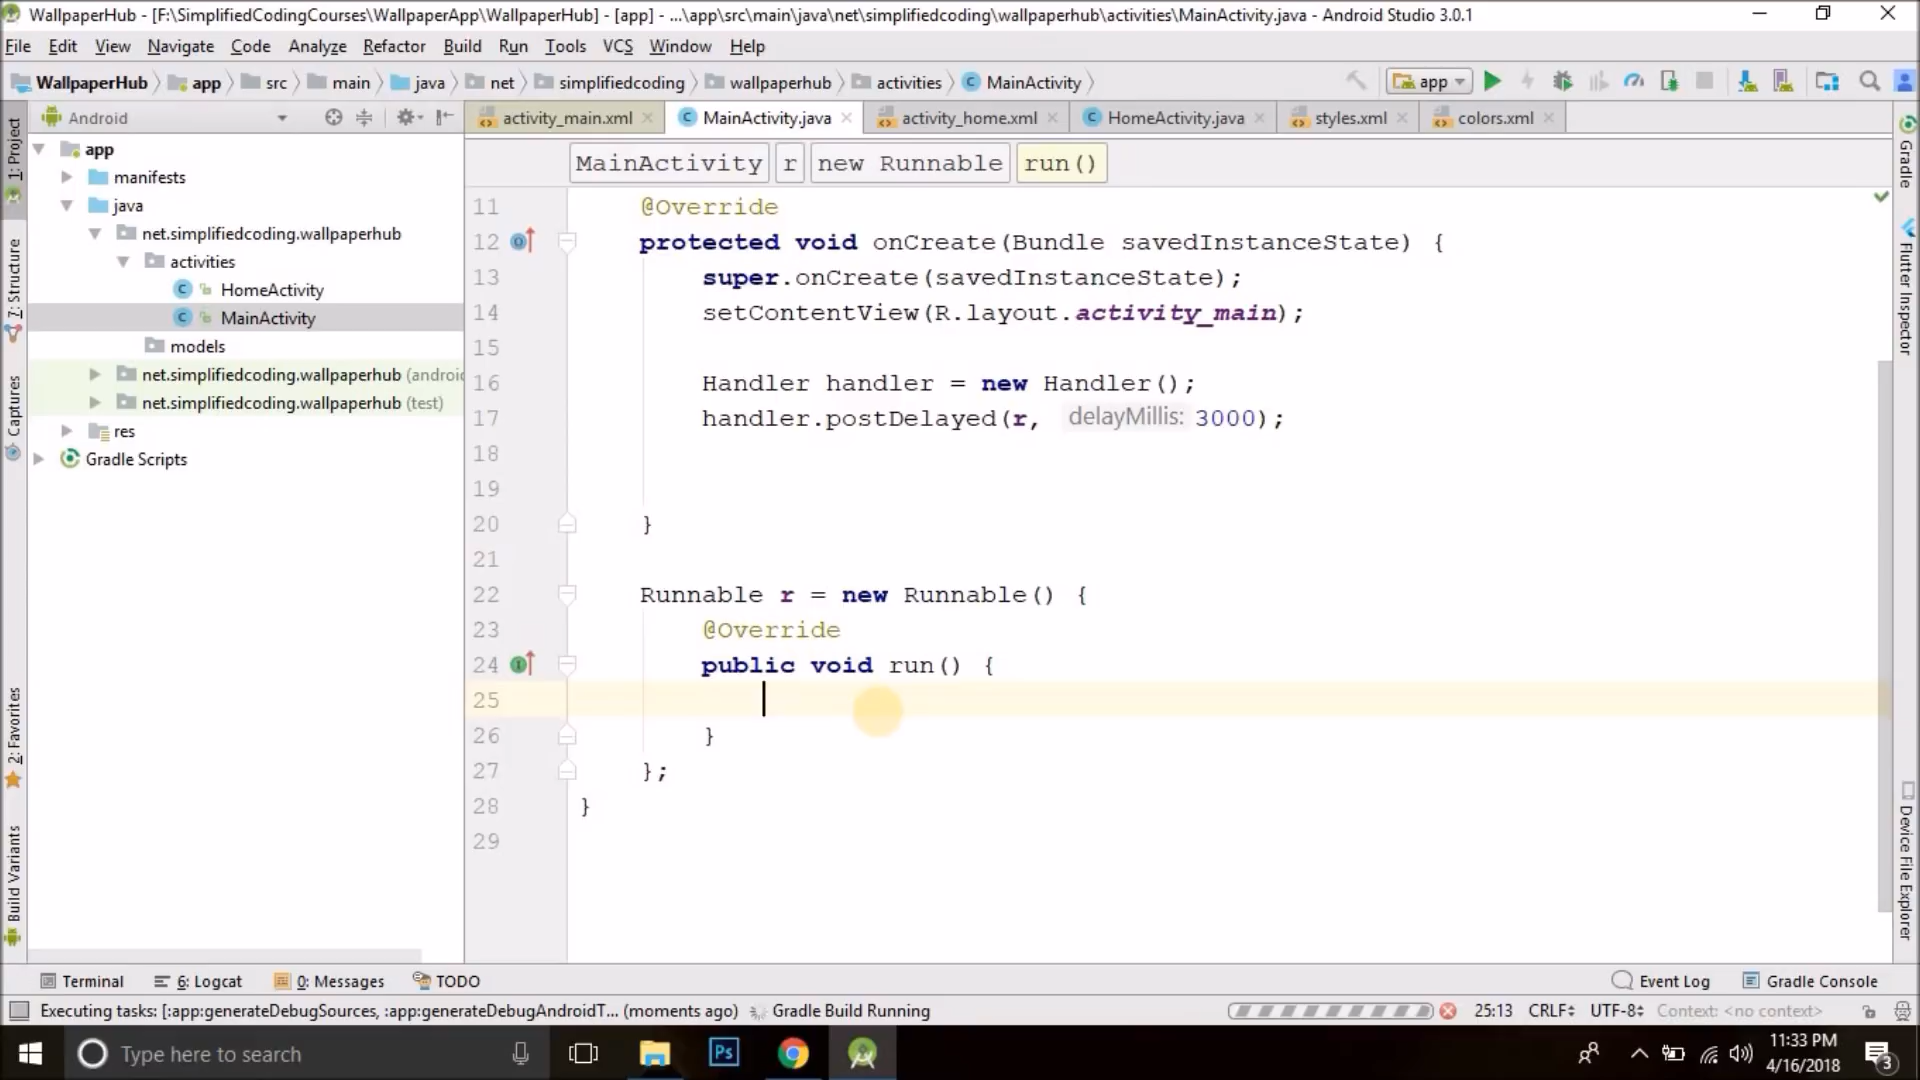 WallpaperHub - [F:\SimplifiedCodingCourses\WallpaperApp\WallpaperHub] - [app] - ...\app\src\main\java\net\simplifiedcoding\wallpaperhub\activities\MainActivity.java - Android Studio 3.0.1
File Edit View Navigate Code Analyze Refactor Build Run Tools VCS Window Help
WallpaperHub app src main java net simplifiedcoding wallpaperhub activities MainActivity app
Android
activity_main.xml MainActivity.java activity_home.xml HomeActivity.java styles.xml colors.xml
MainActivity r new Runnable run()
1: Project
7: Structure
Captures
2: Favorites
Build Variants
app
manifests
java
net.simplifiedcoding.wallpaperhub
activities
HomeActivity
MainActivity
models
net.simplifiedcoding.wallpaperhub (androi
net.simplifiedcoding.wallpaperhub (test)
res
Gradle Scripts
11 @Override
12 protected void onCreate(Bundle savedInstanceState) {
13 super.onCreate(savedInstanceState);
14 setContentView(R.layout.activity_main);
15
16 Handler handler = new Handler();
17 handler.postDelayed(r, delayMillis: 3000);
18
19
20 }
21
22 Runnable r = new Runnable() {
23 @Override
24 public void run() {
25
26 }
27 };
28 }
29
Gradle
Flutter Inspector
Device File Explorer
Terminal 6: Logcat 0: Messages TODO Event Log Gradle Console
Executing tasks: [:app:generateDebugSources, :app:generateDebugAndroidT... (moments ago) Gradle Build Running 25:13 CRLF UTF-8 Context: <no context>
Type here to search
Ps
11:33 PM
4/16/2018
3